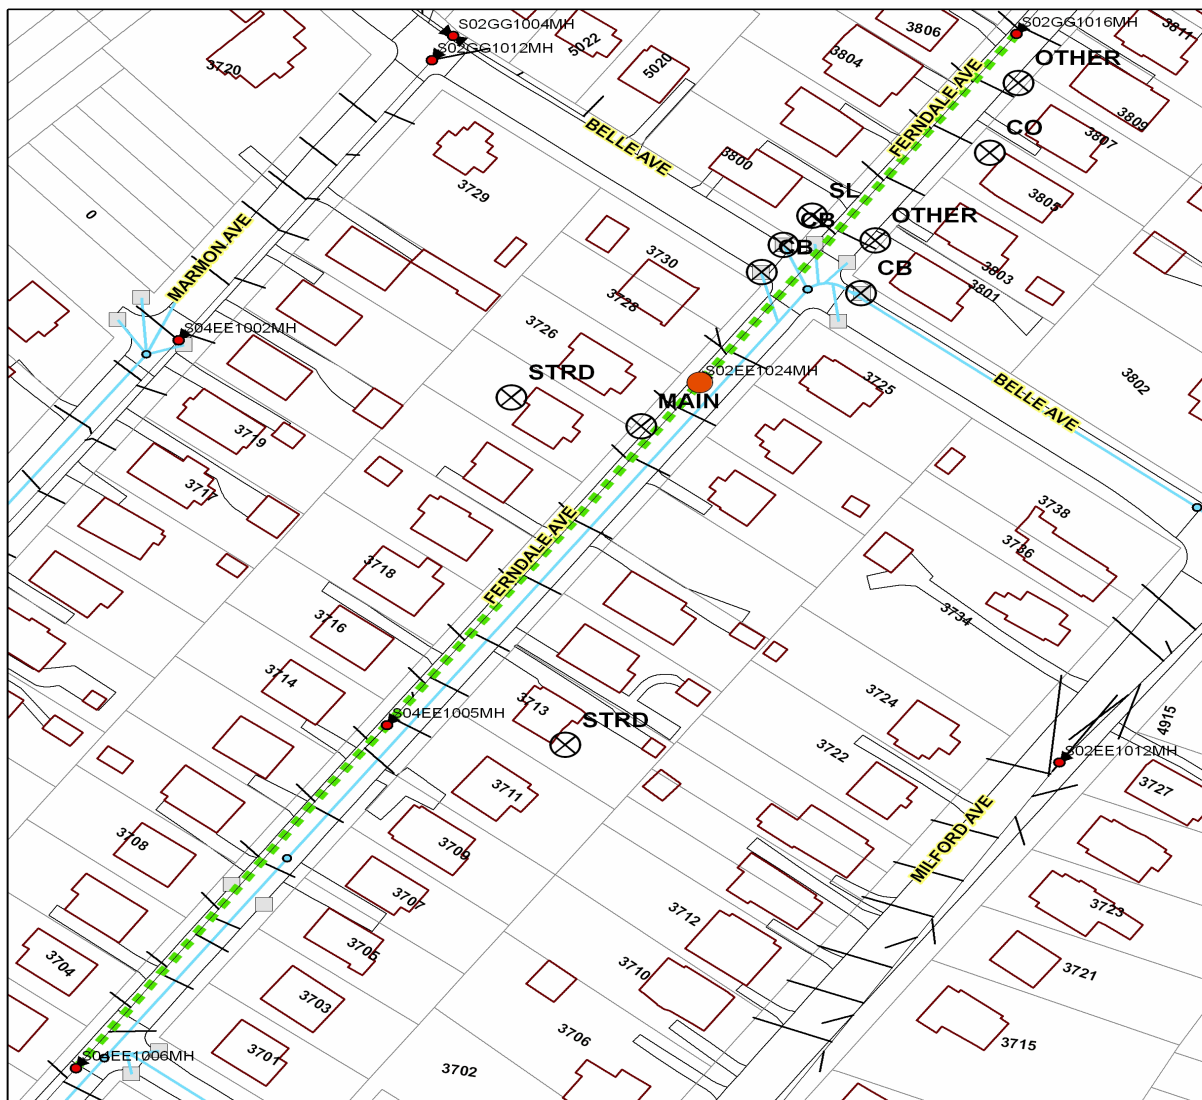 S02GG1004MH
S02GG1012MH
S02GG1016MH
3806
3811
5022
5020
3804
3720
OTHER
3809
FERNDALE AVE
BELLE AVE
CO
3807
3800
3729
SL
3805
0
CB
OTHER
MARMON AVE
CB
3730
CB
3803
3801
3728
3726
S04EE1002MH
S02EE1024MH
STRD
3725
3802
MAIN
BELLE AVE
3719
3717
3738
FERNDALE AVE
3736
3718
3716
3734
3714
3724
3713
S04EE1005MH
STRD
4915
3722
S02EE1012MH
3711
3727
3708
3709
MILFORD AVE
3707
3712
3723
3705
3704
3710
3721
3703
3706
3715
3701
S04EE1006MH
3702